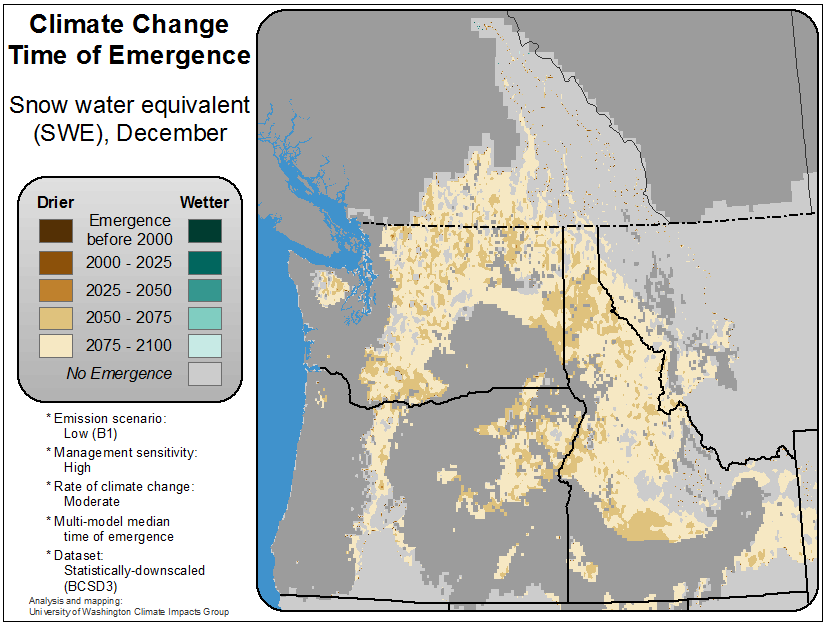 Climate Change
Time of Emergence
Snow water equivalent
(SWE), December
Drier
Wetter
Emergence
before 2000
2000 - 2025
2025 - 2050
2050 - 2075
2075 - 2100
No Emergence
* Emission scenario:
Low (B1)
* Management sensitivity:
High
* Rate of climate change:
Moderate
* Multi-model median
time of emergence
* Dataset:
Statistically-downscaled
(BCSD3)
Analysis and mapping:
University of Washington Climate Impacts Group